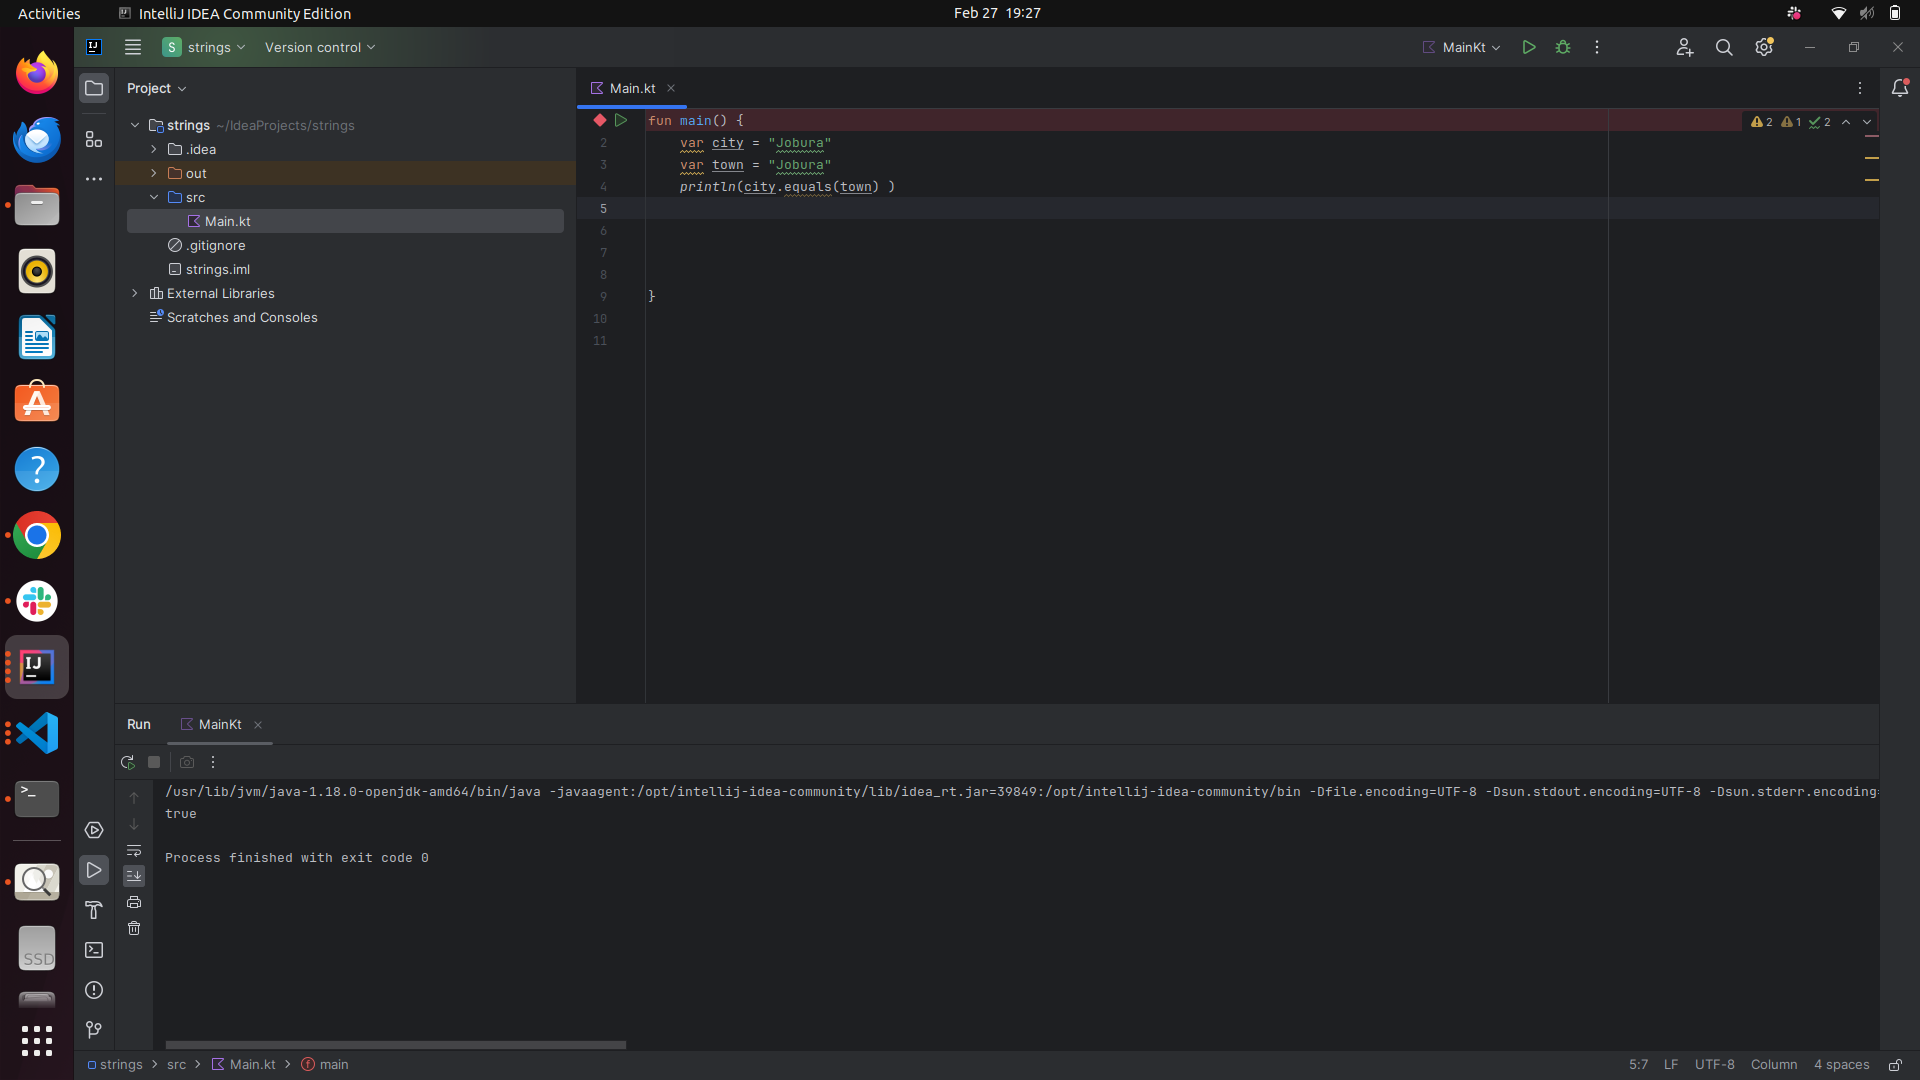 Activities
IntelliJ IDEA Community Edition
Feb 27 19:27
S strings
Version control
MainKt
Project
Main.kt
strings ~/IdeaProjects/strings
.idea
out
src
Main.kt
.gitignore
strings.iml
External Libraries
Scratches and Consoles
fun main() {
2 var city = "Jobura"
3 var town = "Jobura"
4 println(city.equals(town) )
5
6
7
8
9 }
10
11
2 1 2
Run
MainKt
/usr/lib/jvm/java-1.18.0-openjdk-amd64/bin/java -javaagent:/opt/intellij-idea-community/lib/idea_rt.jar=39849:/opt/intellij-idea-community/bin -Dfile.encoding=UTF-8 -Dsun.stdout.encoding=UTF-8 -Dsun.stderr.encoding=
true
Process finished with exit code 0
SSD
strings > src > Main.kt > main
5:7 LF UTF-8 Column 4 spaces